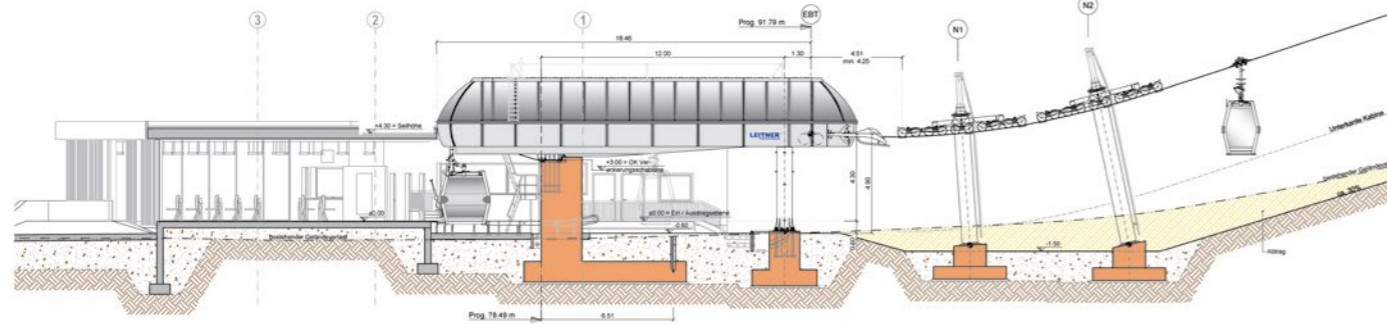 3
2
1
EBT
N1
N2
Prog. 91.79 m
18.46
12.00
1.30
4.51
min. 4.25
+4.30 = Seilhöhe
LEITNER
Unterkante Kabine
+3.00 = OK Ver-
ankerungsschablone
4.30
4.90
±0.00
±0.00 = Ein / Ausstiegsebene
-0.60
Bestehender Geländeverlauf
-1.50
Abtrag
Prog. 78.49 m
6.51